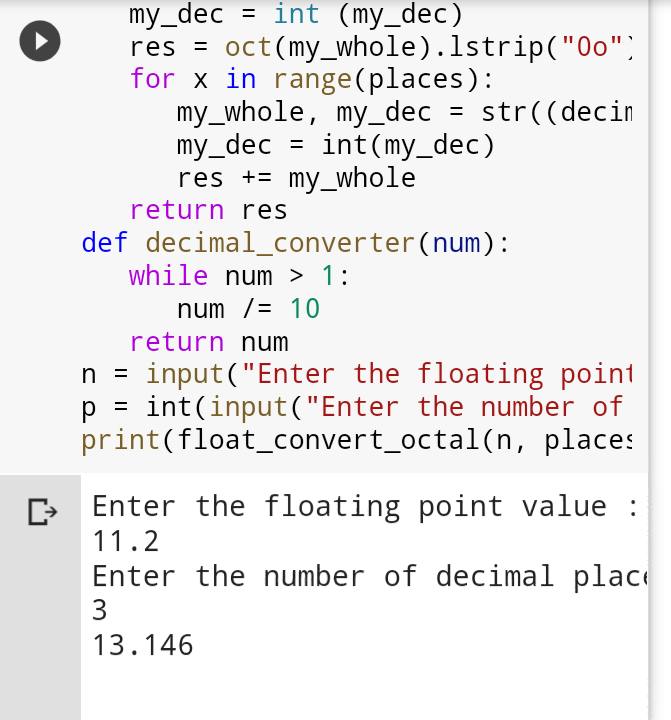 my_dec = int (my_dec)
res = oct(my_whole).lstrip("0o")
for x in range(places):
my_whole, my_dec = str((decim
my_dec = int(my_dec)
res += my_whole
return res
def decimal_converter(num):
while num > 1:
num /= 10
return num
n = input("Enter the floating point
p = int(input("Enter the number of
print(float_convert_octal(n, places
Enter the floating point value :
11.2
Enter the number of decimal place
3
13.146